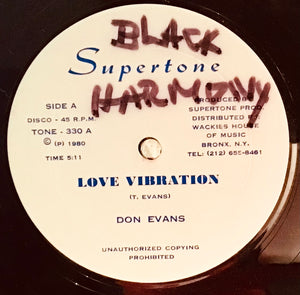 BLACK
Supertone
HARMONY
SIDE A
DISCO - 45 R.P.M.
TONE - 330 A
© (P) 1980
TIME 5:11
PRODUCED BY
SUPERTONE PROD.
DISTRIBUTED BY:
WACKIES HOUSE
OF MUSIC
BRONX, N.Y.
TEL: (212) 655-8461
LOVE VIBRATION
(T. EVANS)
DON EVANS
UNAUTHORIZED COPYING
PROHIBITED